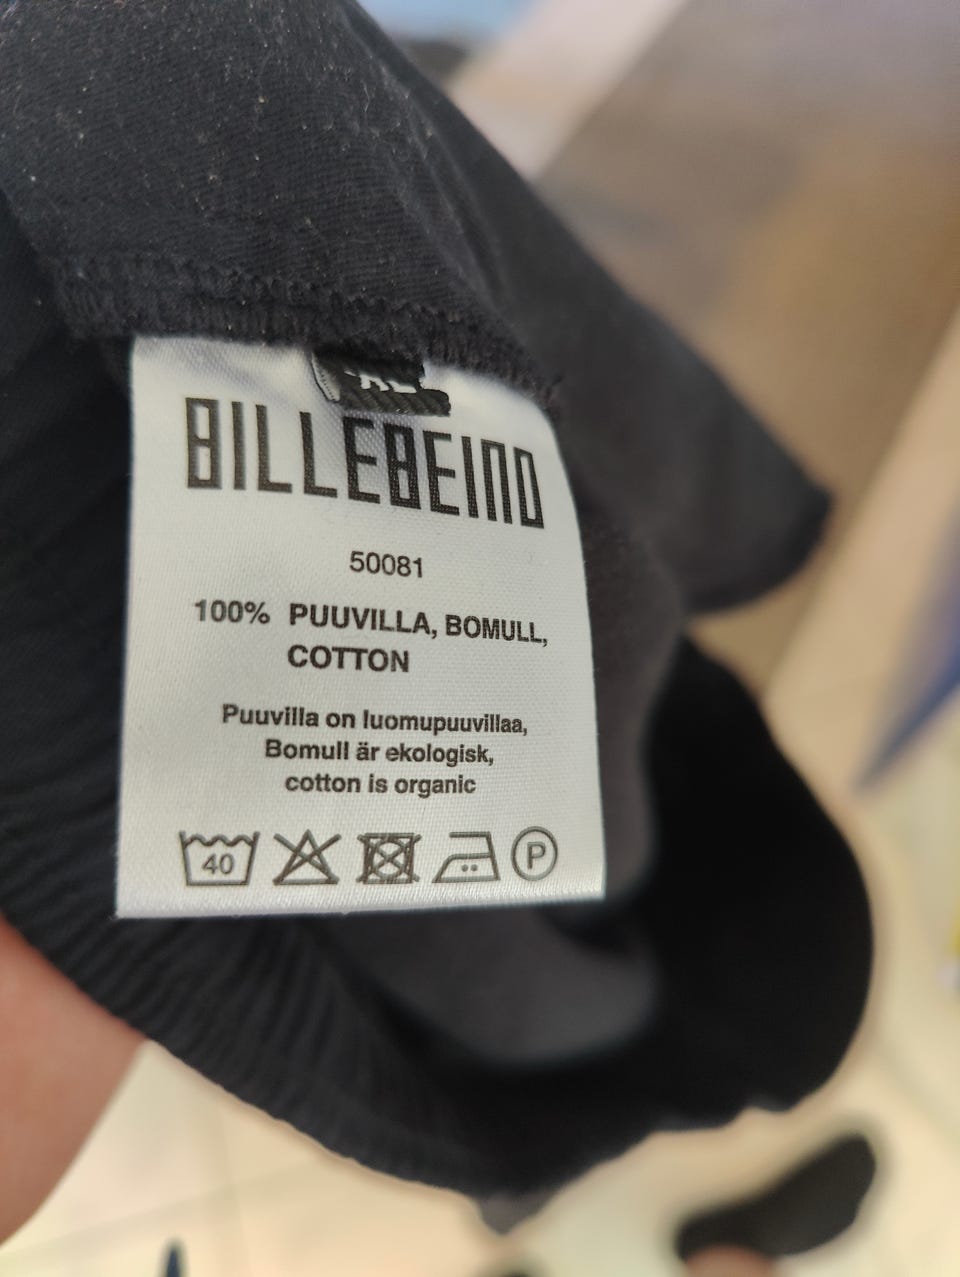 BILLEBEINO
50081
100% PUUVILLA, BOMULL,
COTTON
Puuvilla on luomupuuvillaa,
Bomull är ekologisk,
cotton is organic
40
P